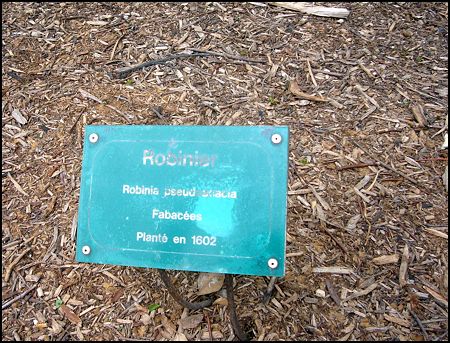 Robinier
Robinia pseudoacacia
Fabacées
Planté en 1602